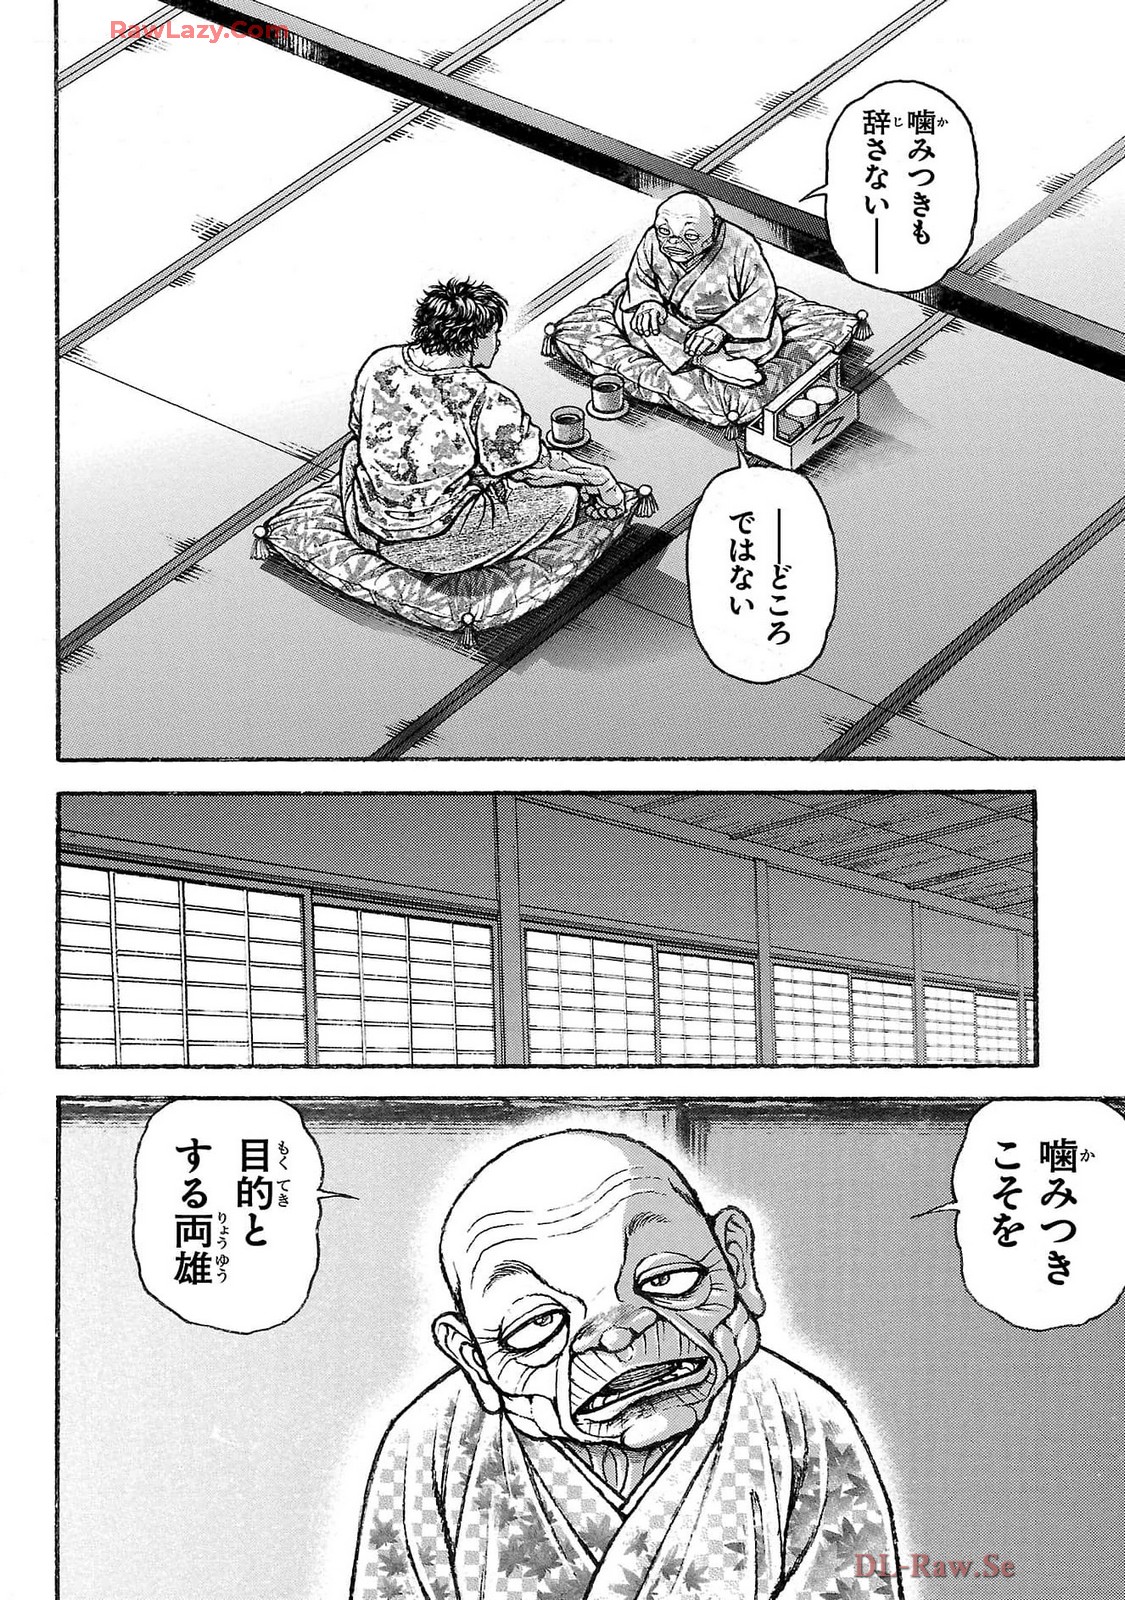 RawLazy.Com
噛みつきも
辞さない――
――どころ
ではない
噛みつき
こそを
目的と
する両雄
DL-Raw.Se